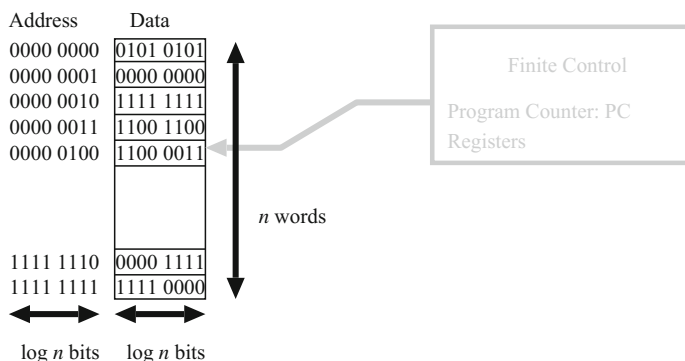 Address Data
0000 0000 0101 0101
0000 0001 0000 0000
0000 0010 1111 1111
0000 0011 1100 1100
0000 0100 1100 0011
1111 1110 0000 1111
1111 1111 1111 0000
log n bits log n bits
n words
Finite Control
Program Counter: PC
Registers